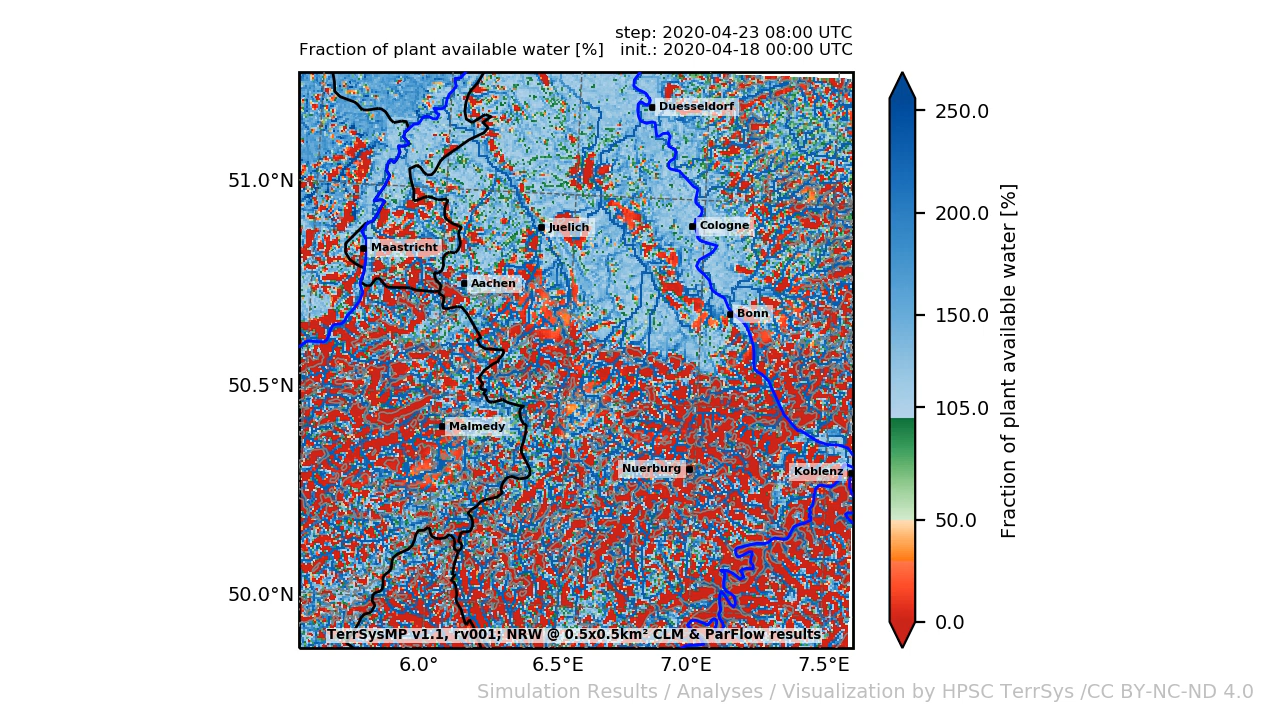 step: 2020-04-23 08:00 UTC
Fraction of plant available water [%] init.: 2020-04-18 00:00 UTC
250.0
Duesseldorf
51.0°N
200.0
Juelich
Cologne
Maastricht
Aachen
Bonn
150.0
Fraction of plant available water [%]
50.5°N
105.0
Malmedy
Nuerburg
Koblenz
50.0
50.0°N
0.0
TerrSysMP v1.1, rv001; NRW @ 0.5x0.5km² CLM & ParFlow results
6.0° 6.5°E 7.0°E 7.5°E
Simulation Results / Analyses / Visualization by HPSC TerrSys /CC BY-NC-ND 4.0